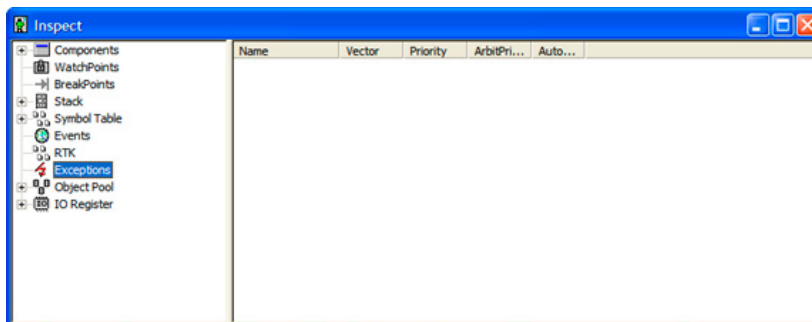 Inspect
Components
WatchPoints
BreakPoints
Stack
Symbol Table
Events
RTK
Exceptions
Object Pool
IO Register
Name Vector Priority ArbitPri... Auto...